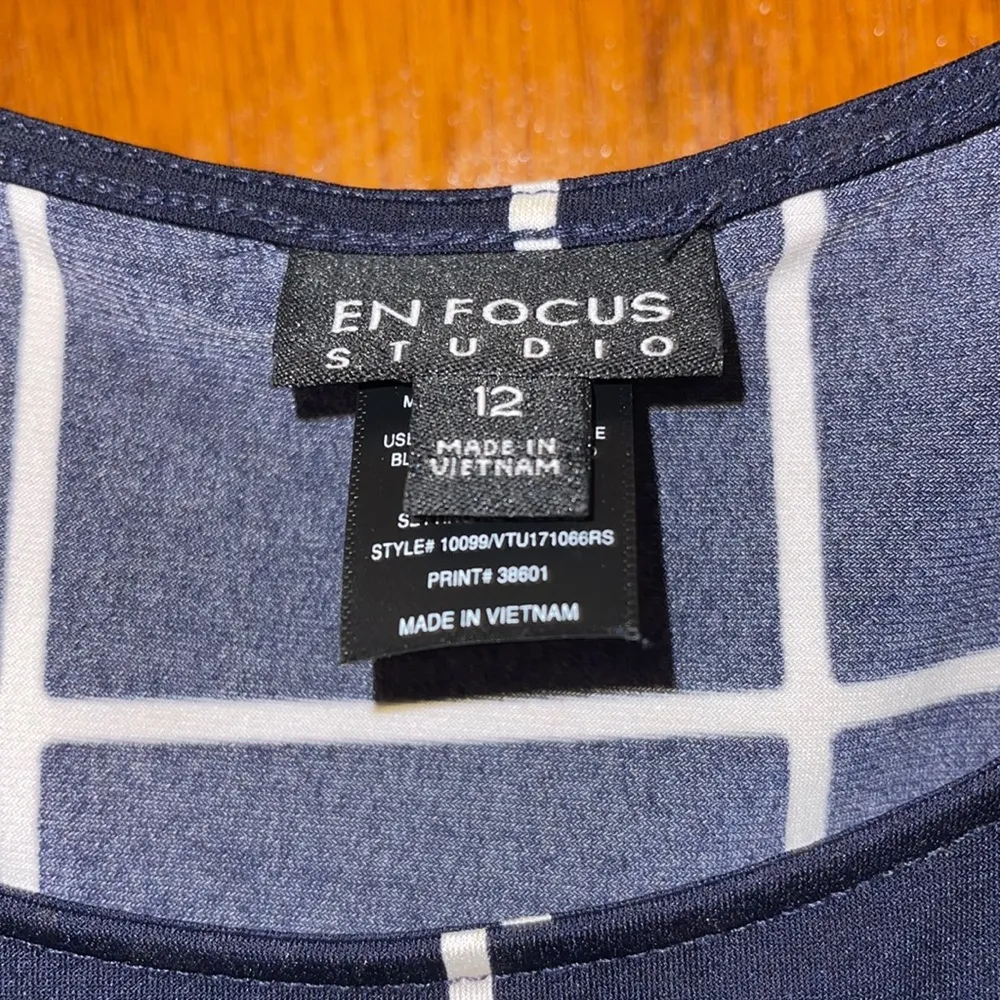 EN FOCUS
STUDIO
12
MADE IN
VIETNAM
STYLE# 10099/VTU171066RS
PRINT# 38601
MADE IN VIETNAM